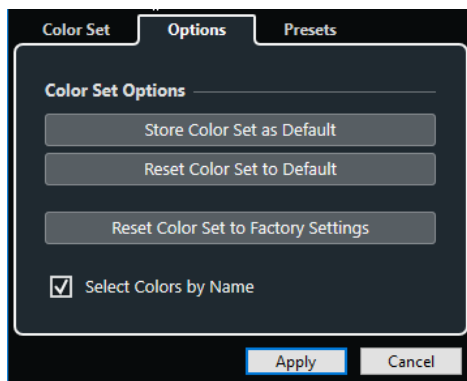 Color Set Options Presets
Color Set Options
Store Color Set as Default
Reset Color Set to Default
Reset Color Set to Factory Settings
Select Colors by Name
Apply Cancel